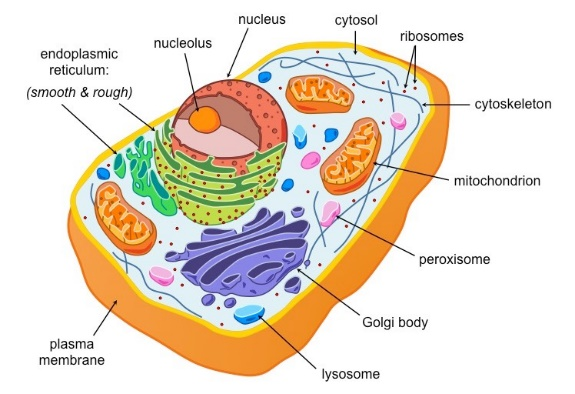 nucleus
cytosol
nucleolus
ribosomes
endoplasmic
reticulum:
(smooth & rough)
cytoskeleton
mitochondrion
peroxisome
Golgi body
plasma
membrane
lysosome